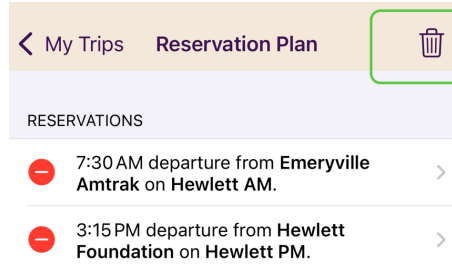 My Trips Reservation Plan
RESERVATIONS
7:30 AM departure from Emeryville
Amtrak on Hewlett AM.
3:15 PM departure from Hewlett
Foundation on Hewlett PM.